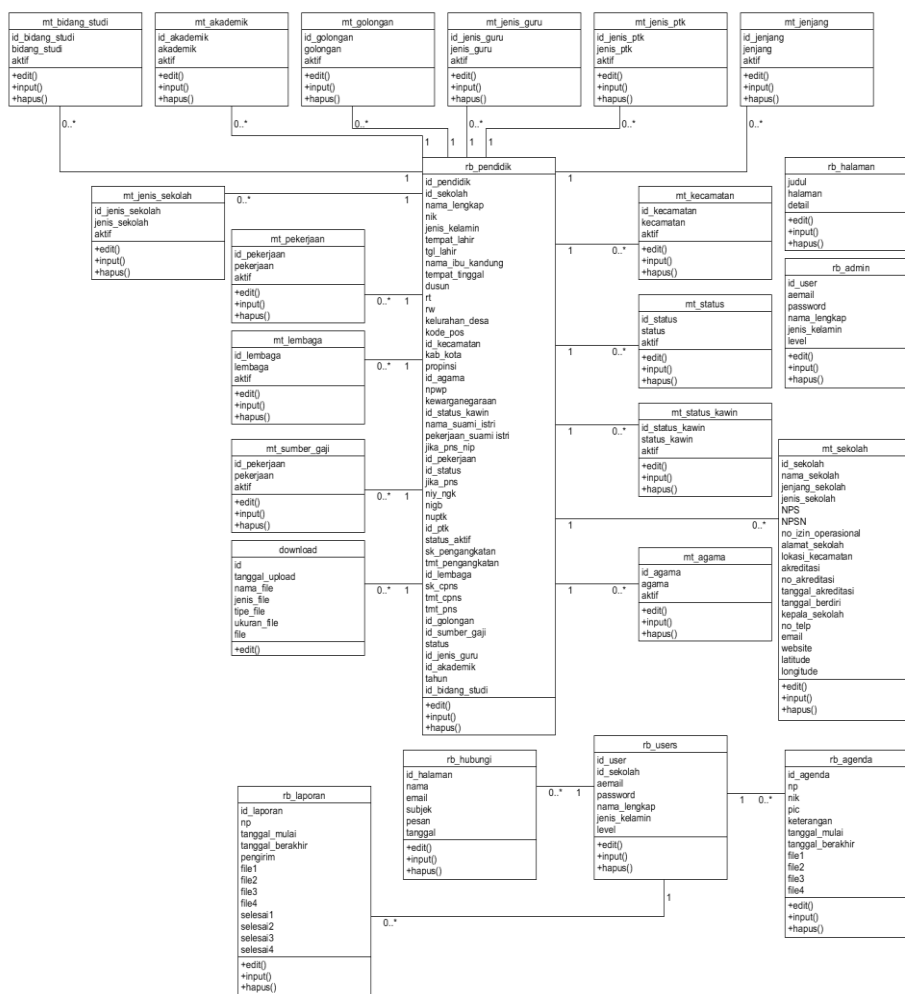 mt_bidang_studi
id_bidang_studi
bidang_studi
aktif
+edit()
+input()
+hapus()
0..*
mt_akademik
id_akademik
akademik
aktif
+edit()
+input()
+hapus()
0..*
mt_golongan
id_golongan
golongan
aktif
+edit()
+input()
+hapus()
0..*
mt_jenis_guru
id_jenis_guru
jenis_guru
aktif
+edit()
+input()
+hapus()
0..*
mt_jenis_ptk
id_jenis_ptk
jenis_ptk
aktif
+edit()
+input()
+hapus()
0..*
mt_jenjang
id_jenjang
jenjang
aktif
+edit()
+input()
+hapus()
0..*
1 1 1 1
1
1
mt_jenis_sekolah
id_jenis_sekolah
jenis_sekolah
aktif
+edit()
+input()
+hapus()
0..* 1
mt_pekerjaan
id_pekerjaan
pekerjaan
aktif
+edit()
+input()
+hapus()
0..* 1
mt_lembaga
id_lembaga
lembaga
aktif
+edit()
+input()
+hapus()
0..* 1
mt_sumber_gaji
id_pekerjaan
pekerjaan
aktif
+edit()
+input()
+hapus()
0..* 1
download
id
tanggal_upload
nama_file
jenis_file
tipe_file
ukuran_file
file
+edit()
0..* 1
rb_pendidik
id_pendidik
id_sekolah
nama_lengkap
nik
jenis_kelamin
tempat_lahir
tgl_lahir
nama_ibu_kandung
tempat_tinggal
dusun
rt
rw
kelurahan_desa
kode_pos
id_kecamatan
kab_kota
propinsi
id_agama
npwp
kewarganegaraan
id_status_kawin
nama_suami_istri
pekerjaan_suami istri
jika_pns_nip
id_pekerjaan
id_status
jika_pns
niy_ngk
nigb
nuptk
id_ptk
status_aktif
sk_pengangkatan
tmt_pengangkatan
id_lembaga
sk_cpns
tmt_cpns
tmt_pns
id_golongan
id_sumber_gaji
status
id_jenis_guru
id_akademik
tahun
id_bidang_studi
+edit()
+input()
+hapus()
mt_kecamatan
id_kecamatan
kecamatan
aktif
+edit()
+input()
+hapus()
1 0..*
mt_status
id_status
status
aktif
+edit()
+input()
+hapus()
1 0..*
mt_status_kawin
id_status_kawin
status_kawin
aktif
+edit()
+input()
+hapus()
1 0..*
1 0..*
mt_agama
id_agama
agama
aktif
+edit()
+input()
+hapus()
1 0..*
rb_halaman
judul
halaman
detail
+edit()
+input()
+hapus()
rb_admin
id_user
aemail
password
nama_lengkap
jenis_kelamin
level
+edit()
+input()
+hapus()
mt_sekolah
id_sekolah
nama_sekolah
jenjang_sekolah
jenis_sekolah
NPS
NPSN
no_izin_operasional
alamat_sekolah
lokasi_kecamatan
akreditasi
no_akreditasi
tanggal_akreditasi
tanggal_berdiri
kepala_sekolah
no_telp
email
website
latitude
longitude
+edit()
+input()
+hapus()
rb_laporan
id_laporan
np
tanggal_mulai
tanggal_berakhir
pengirim
file1
file2
file3
file4
selesai1
selesai2
selesai3
selesai4
+edit()
+input()
+hapus()
0..*
rb_hubungi
id_halaman
nama
email
subjek
pesan
tanggal
+edit()
+input()
+hapus()
0..* 1
rb_users
id_user
id_sekolah
aemail
password
nama_lengkap
jenis_kelamin
level
+edit()
+input()
+hapus()
1
1 0..*
rb_agenda
id_agenda
np
nik
pic
keterangan
tanggal_mulai
tanggal_berakhir
file1
file2
file3
file4
+edit()
+input()
+hapus()